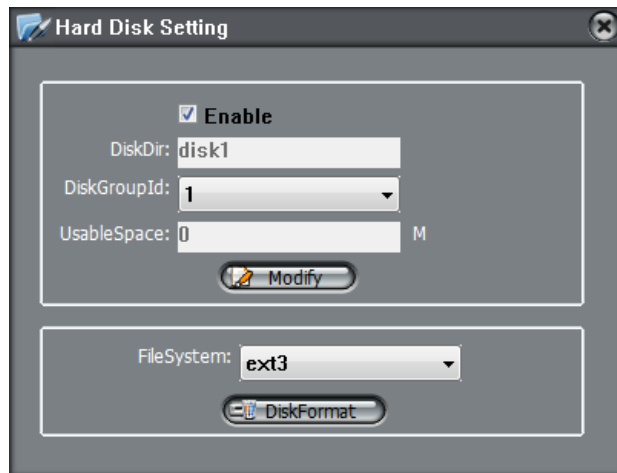 Hard Disk Setting
Enable
DiskDir: disk1
DiskGroupId: 1
UsableSpace: 0 M
Modify
FileSystem: ext3
DiskFormat